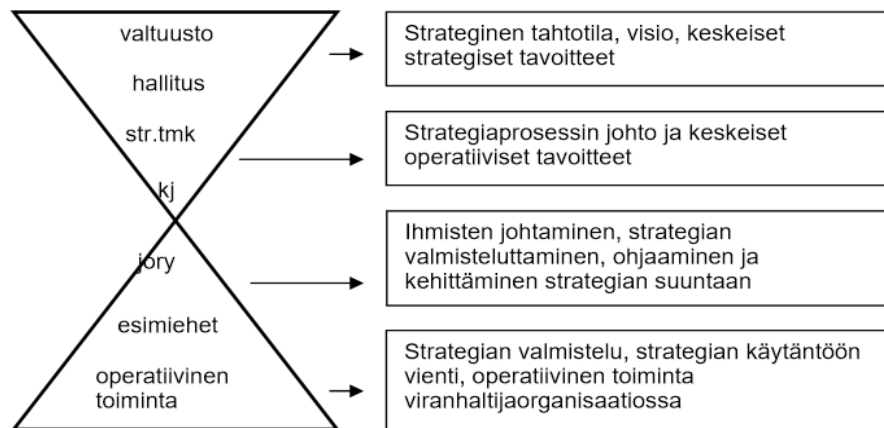 valtuusto
hallitus
str.tmk
kj
jory
esimiehet
operatiivinen
toiminta
Strateginen tahtotila, visio, keskeiset
strategiset tavoitteet
Strategiaprosessin johto ja keskeiset
operatiiviset tavoitteet
Ihmisten johtaminen, strategian
valmisteluttaminen, ohjaaminen ja
kehittäminen strategian suuntaan
Strategian valmistelu, strategian käytäntöön
vienti, operatiivinen toiminta
viranhaltijaorganisaatiossa